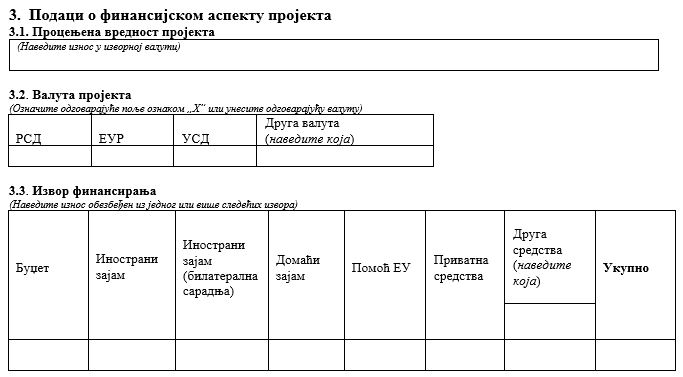 3. Подаци о финансијском аспекту пројекта
3.1. Процењена вредност пројекта
(Наведите износ у изворној валути)
3.2. Валута пројекта
(Означите одговарајуће поље ознаком „X” или унесите одговарајућу валуту)
РСД
ЕУР
УСД
Друга валута
(наведите која)
3.3. Извор финансирања
(Наведите износ обезбеђен из једног или више следећих извора)
Буџет
Инострани
зајам
Инострани
зајам
(билатерална
сарадња)
Домаћи
зајам
Помоћ ЕУ
Приватна
средства
Друга
средства
(наведите
која)
Укупно